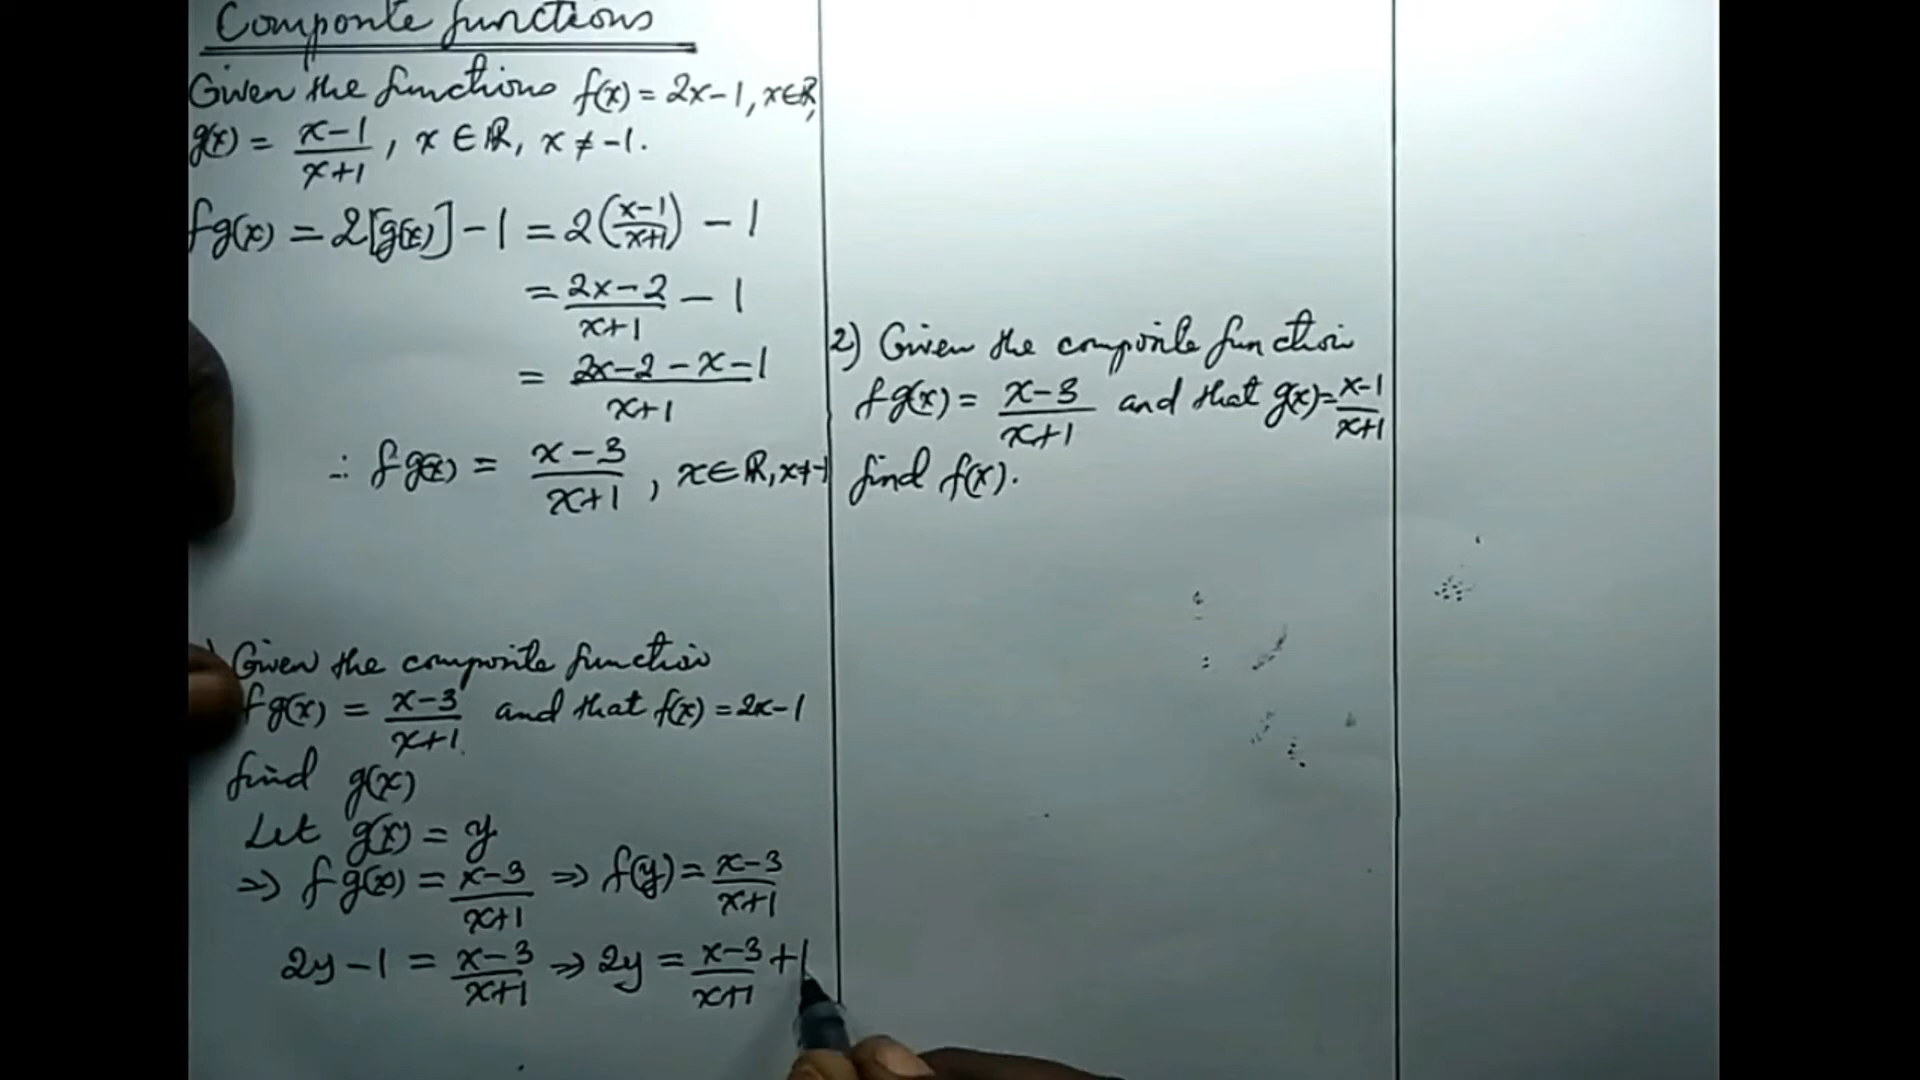 Composite functions
Given the functions f(x) = 2x-1, x∈ℝ,
g(x) = (x-1)/(x+1), x ∈ ℝ, x ≠ -1.
fg(x) = 2[g(x)] - 1 = 2((x-1)/(x+1)) - 1
= (2x-2)/(x+1) - 1
= (2x-2-x-1)/(x+1)
∴ fg(x) = (x-3)/(x+1), x∈ℝ, x≠-1
Given the composite function
fg(x) = (x-3)/(x+1) and that f(x) = 2x-1
find g(x)
Let g(x) = y
⇒ fg(x) = (x-3)/(x+1) ⇒ f(y) = (x-3)/(x+1)
2y-1 = (x-3)/(x+1) ⇒ 2y = (x-3)/(x+1) + 1
2) Given the composite function
fg(x) = (x-3)/(x+1) and that g(x) = (x-1)/(x+1)
find f(x).